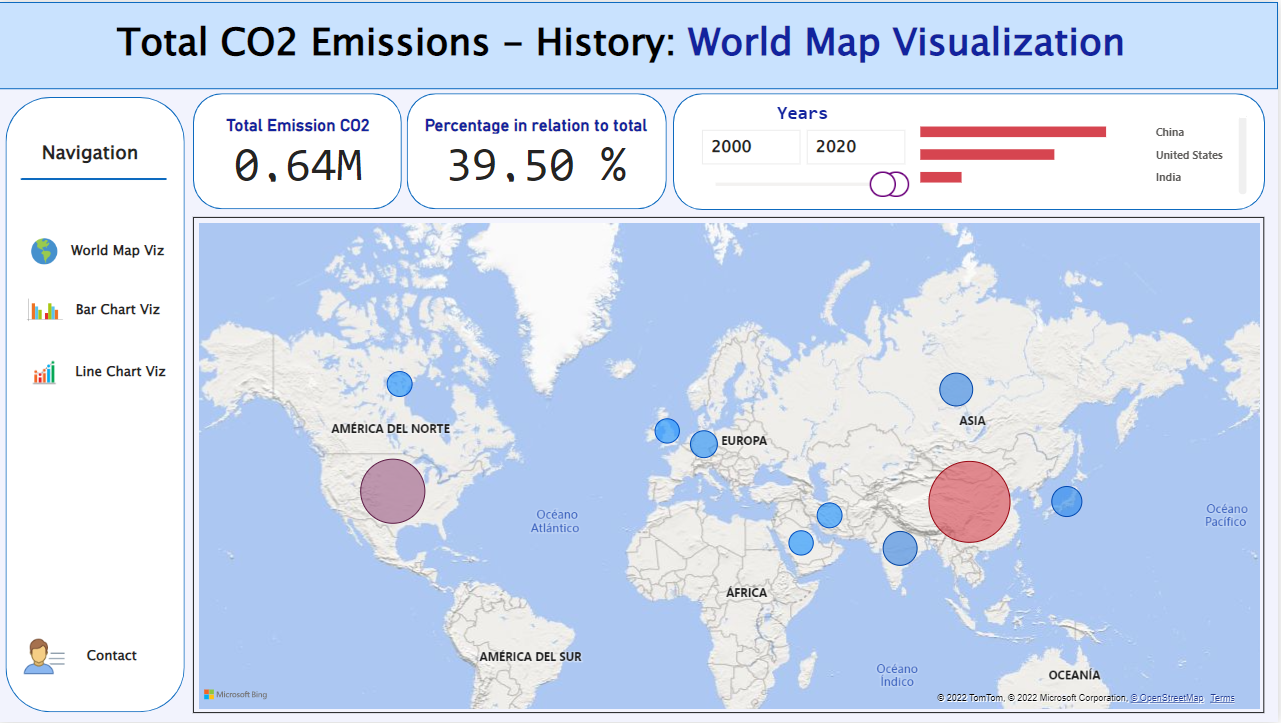 Total CO2 Emissions – History: World Map Visualization
Navigation
World Map Viz
Bar Chart Viz
Line Chart Viz
Contact
Total Emission CO2
0.64M
Percentage in relation to total
39.50 %
Years
2000
2020
China
United States
India
AMÉRICA DEL NORTE
EUROPA
ASIA
Océano
Atlántico
Océano
Pacífico
ÁFRICA
AMÉRICA DEL SUR
Océano
Índico
OCEANÍA
Microsoft Bing
© 2022 TomTom, © 2022 Microsoft Corporation, © OpenStreetMap Terms